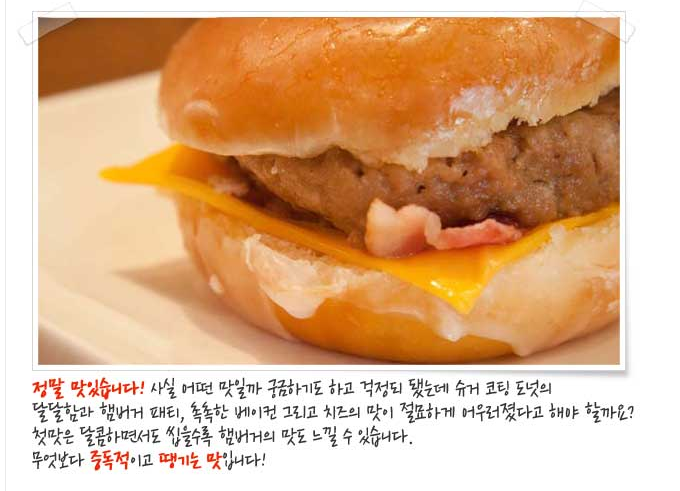 정말 맛있습니다! 사실 어떤 맛일까 궁금하기도 하고 걱정되 됐는데 슈거 코팅 도넛의
달달함과 햄버거 패티, 촉촉한 베이컨 그리고 치즈의 맛이 절묘하게 어우러졌다고 해야 할까요?
첫맛은 달콤하면서도 씹을수록 햄버거의 맛도 느낄 수 있습니다.
무엇보다 중독적이고 땡기는 맛입니다!